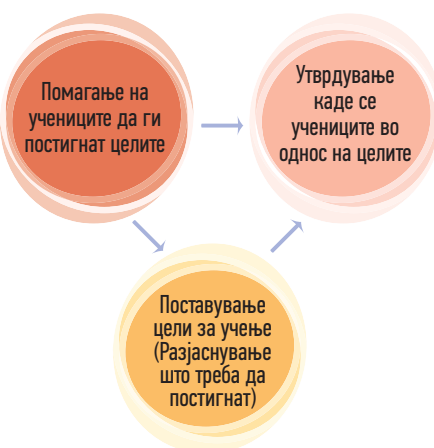 Помагање на
учениците да ги
постигнат целите
Утврдување
каде се
учениците во
однос на целите
Поставување
цели за учење
(Разјаснување
што треба да
постигнат)